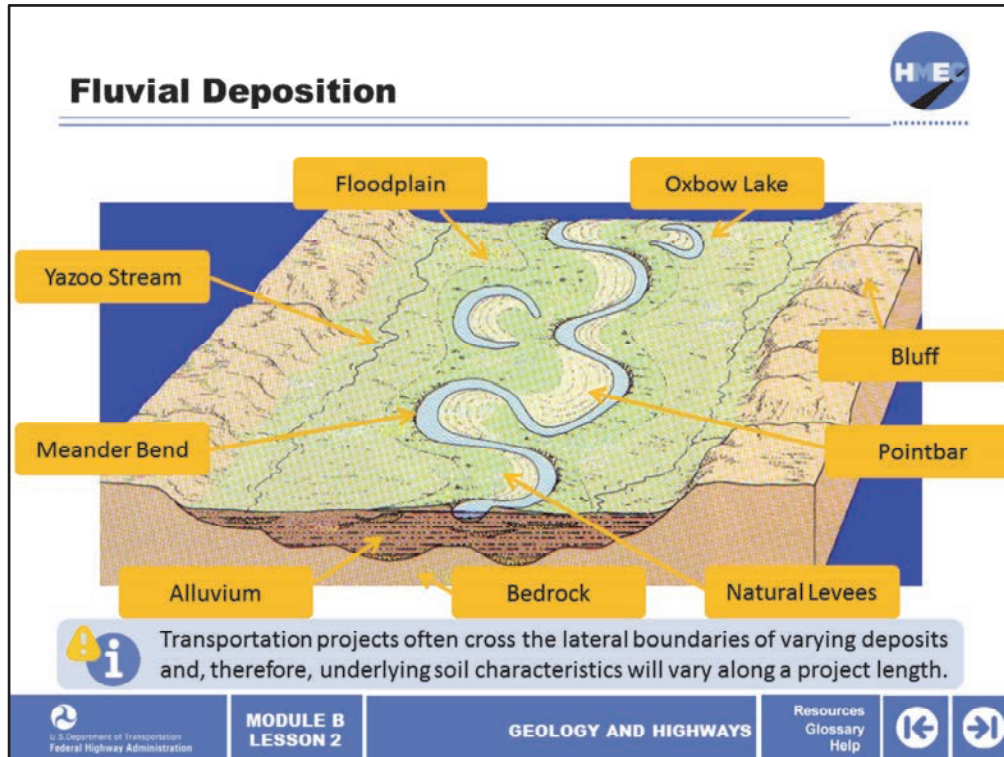 HMEC
Fluvial Deposition
Floodplain
Oxbow Lake
Yazoo Stream
Bluff
Meander Bend
Pointbar
Alluvium
Bedrock
Natural Levees
Transportation projects often cross the lateral boundaries of varying deposits
and, therefore, underlying soil characteristics will vary along a project length.
U.S. Department of Transportation
Federal Highway Administration
MODULE B
LESSON 2
GEOLOGY AND HIGHWAYS
Resources
Glossary
Help